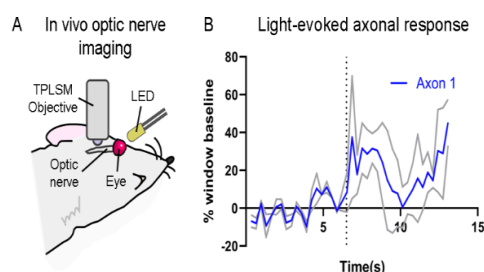 A
In vivo optic nerve
imaging
TPLSM
Objective
LED
Optic
nerve
Eye
B
Light-evoked axonal response
% window baseline
80
60
40
20
0
-20
Axon 1
5
10
15
Time(s)